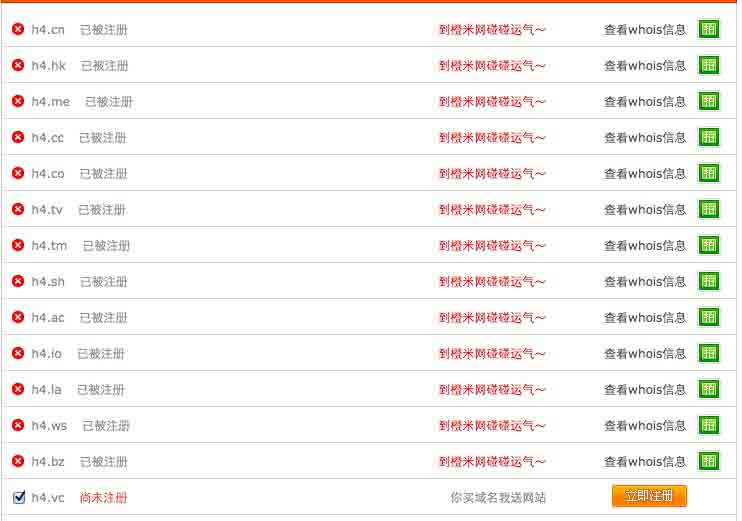 h4.cn 已被注册 到橙米网碰碰运气~ 查看whois信息 拍
h4.hk 已被注册 到橙米网碰碰运气~ 查看whois信息 拍
h4.me 已被注册 到橙米网碰碰运气~ 查看whois信息 拍
h4.cc 已被注册 到橙米网碰碰运气~ 查看whois信息 拍
h4.co 已被注册 到橙米网碰碰运气~ 查看whois信息 拍
h4.tv 已被注册 到橙米网碰碰运气~ 查看whois信息 拍
h4.tm 已被注册 到橙米网碰碰运气~ 查看whois信息 拍
h4.sh 已被注册 到橙米网碰碰运气~ 查看whois信息 拍
h4.ac 已被注册 到橙米网碰碰运气~ 查看whois信息 拍
h4.io 已被注册 到橙米网碰碰运气~ 查看whois信息 拍
h4.la 已被注册 到橙米网碰碰运气~ 查看whois信息 拍
h4.ws 已被注册 到橙米网碰碰运气~ 查看whois信息 拍
h4.bz 已被注册 到橙米网碰碰运气~ 查看whois信息 拍
h4.vc 尚未注册 你买域名我送网站 立即注册